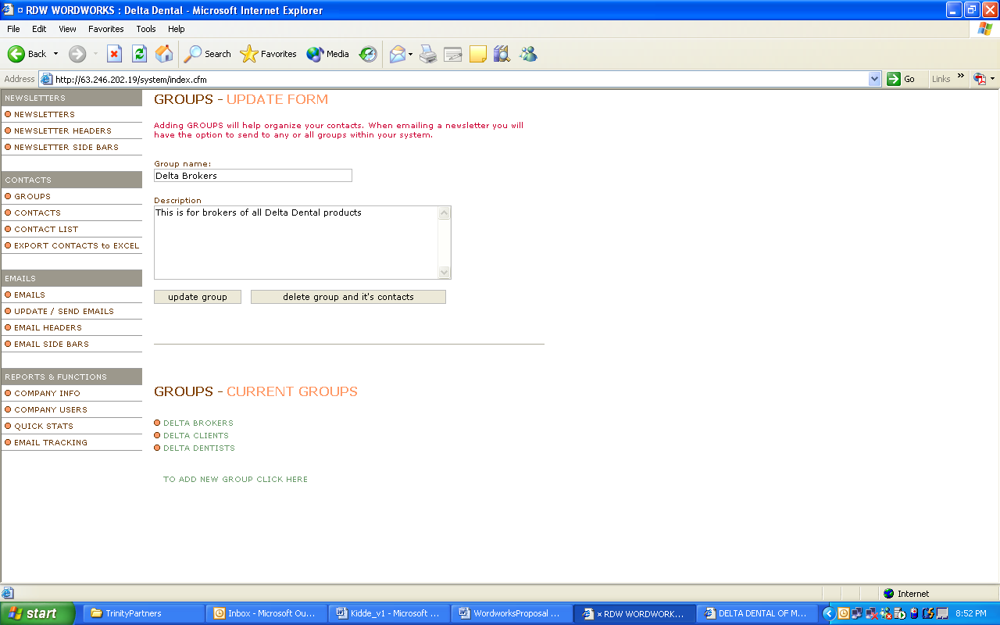 ¤ RDW WORDWORKS : Delta Dental - Microsoft Internet Explorer
File Edit View Favorites Tools Help
Back Search Favorites Media
Address http://63.246.202.19/system/index.cfm Go Links »
NEWSLETTERS
NEWSLETTERS
NEWSLETTER HEADERS
NEWSLETTER SIDE BARS
CONTACTS
GROUPS
CONTACTS
CONTACT LIST
EXPORT CONTACTS to EXCEL
EMAILS
EMAILS
UPDATE / SEND EMAILS
EMAIL HEADERS
EMAIL SIDE BARS
REPORTS & FUNCTIONS
COMPANY INFO
COMPANY USERS
QUICK STATS
EMAIL TRACKING
GROUPS - UPDATE FORM
Adding GROUPS will help organize your contacts. When emailing a newsletter you will
have the option to send to any or all groups within your system.
Group name:
Delta Brokers
Description
This is for brokers of all Delta Dental products
update group delete group and it's contacts
GROUPS - CURRENT GROUPS
DELTA BROKERS
DELTA CLIENTS
DELTA DENTISTS
TO ADD NEW GROUP CLICK HERE
Internet
start TrinityPartners Inbox - Microsoft Ou... Kidde_v1 - Microsoft ... WordworksProposal ... ¤ RDW WORDWORK... DELTA DENTAL OF M... 8:52 PM